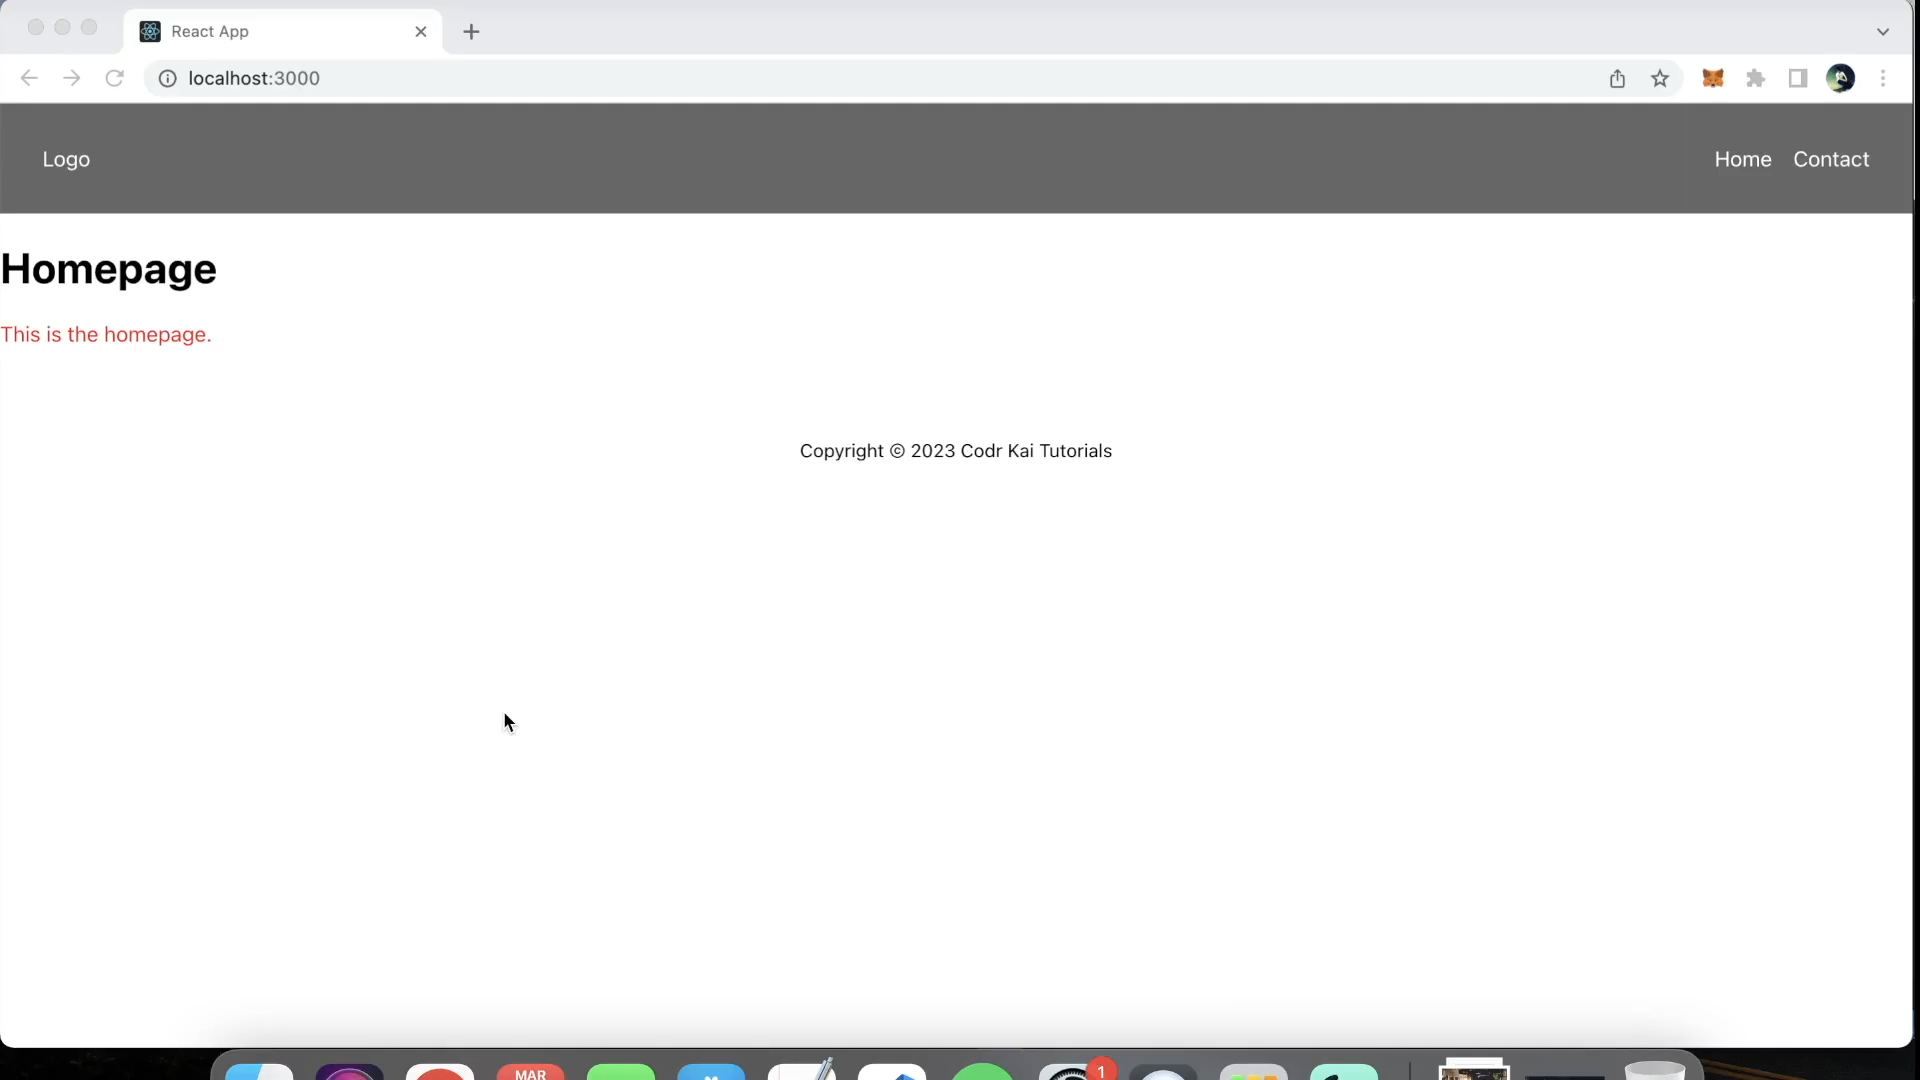 React App
localhost:3000
Logo
Home Contact
Homepage
This is the homepage.
Copyright © 2023 Codr Kai Tutorials
MAR
1